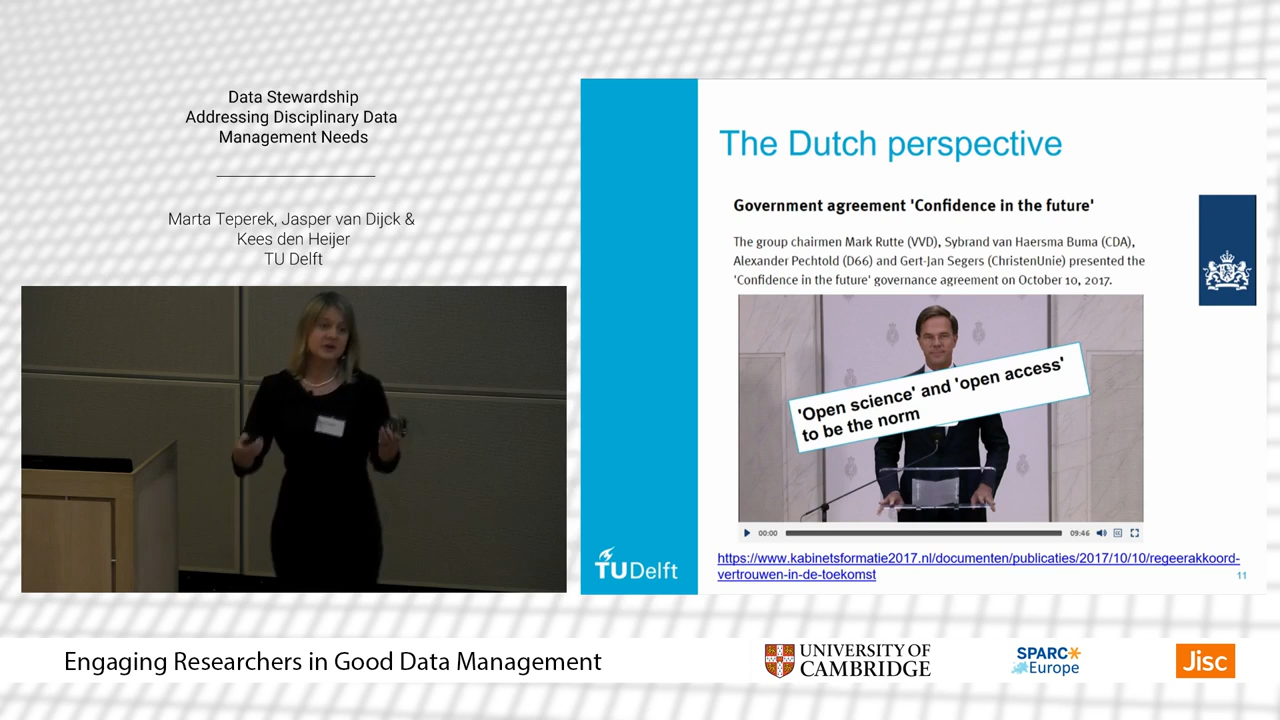 Data Stewardship
Addressing Disciplinary Data
Management Needs
Marta Teperek, Jasper van Dijck &
Kees den Heijer
TU Delft
The Dutch perspective
Government agreement 'Confidence in the future'
The group chairmen Mark Rutte (VVD), Sybrand van Haersma Buma (CDA),
Alexander Pechtold (D66) and Gert-Jan Segers (ChristenUnie) presented the
'Confidence in the future' governance agreement on October 10, 2017.
'Open science' and 'open access'
to be the norm
00:00
09:46
https://www.kabinetsformatie2017.nl/documenten/publicaties/2017/10/10/regeerakkoord-
vertrouwen-in-de-toekomst
11
TUDelft
Engaging Researchers in Good Data Management
UNIVERSITY OF
CAMBRIDGE
SPARC
Europe
Jisc